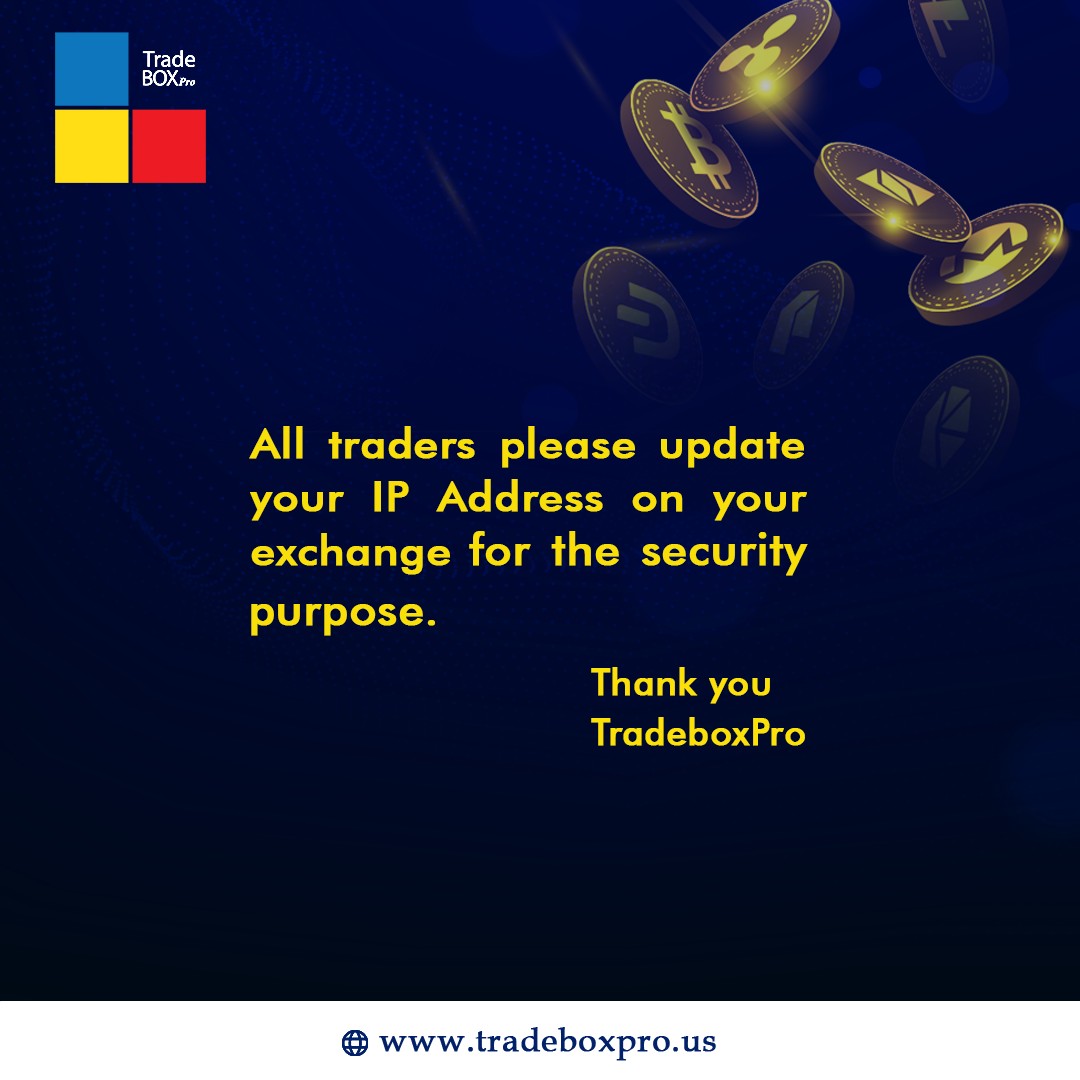 Trade
BOXPro
All traders please update
your IP Address on your
exchange for the security
purpose.
Thank you
TradeboxPro
www.tradeboxpro.us